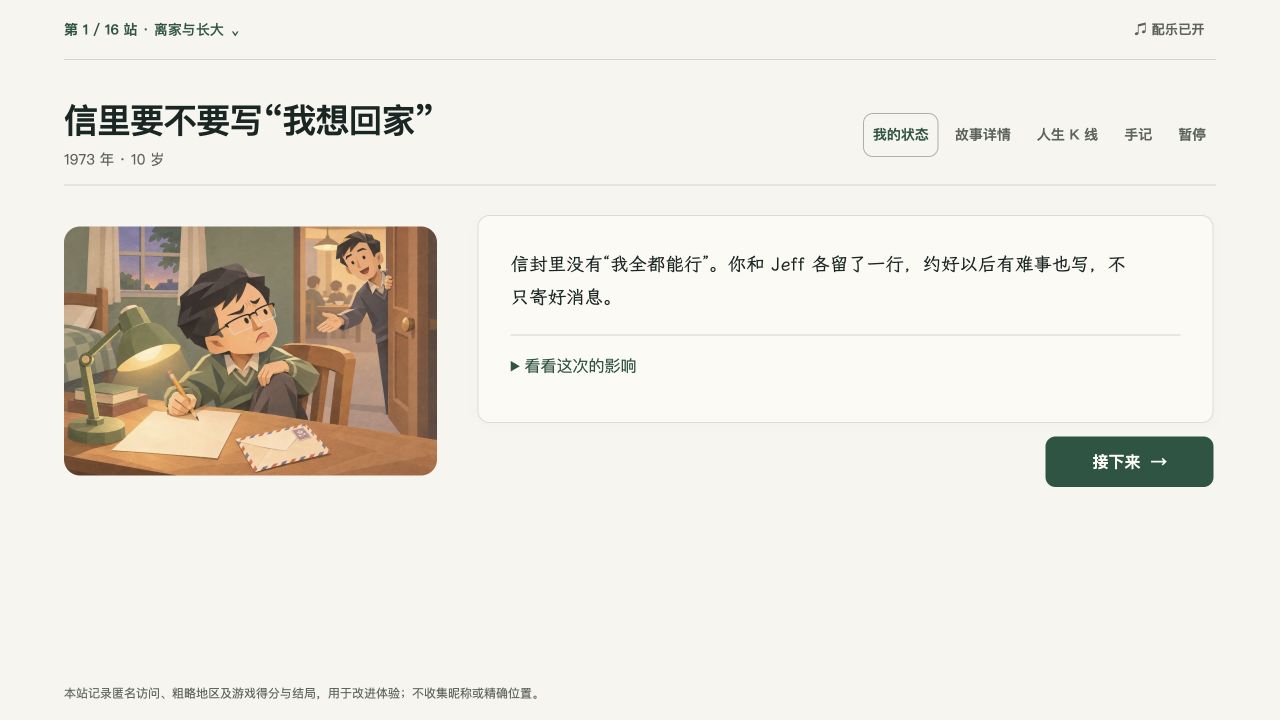 第 1 / 16 站 · 离家与长大
♫ 配乐已开
信里要不要写“我想回家”
1973 年 · 10 岁
我的状态 故事详情 人生 K 线 手记 暂停
信封里没有“我全都能行”。你和 Jeff 各留了一行，约好以后有难事也写，不
只寄好消息。
▶ 看看这次的影响
接下来 →
本站记录匿名访问、粗略地区及游戏得分与结局，用于改进体验；不收集昵称或精确位置。